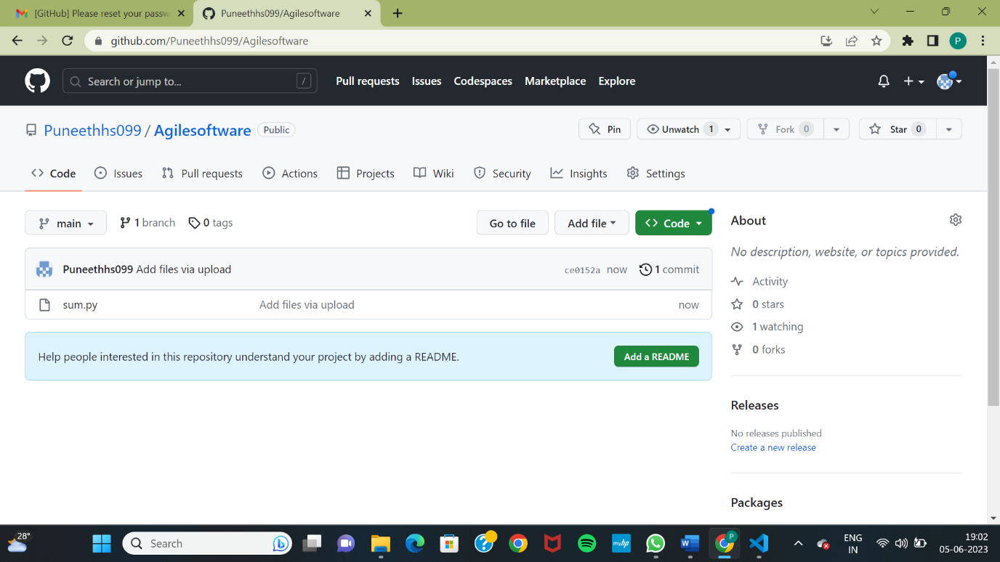 [GitHub] Please reset your passw
Puneethhs099/Agilesoftware
github.com/Puneethhs099/Agilesoftware
P
Search or jump to...
/
Pull requests Issues Codespaces Marketplace Explore
Puneethhs099 / Agilesoftware Public
Pin
Unwatch 1
Fork 0
Star 0
Code Issues Pull requests Actions Projects Wiki Security Insights Settings
main 1 branch 0 tags
Go to file Add file Code
Puneethhs099 Add files via upload ce0152a now 1 commit
sum.py Add files via upload now
Help people interested in this repository understand your project by adding a README. Add a README
About
No description, website, or topics provided.
Activity
0 stars
1 watching
0 forks
Releases
No releases published
Create a new release
Packages
28°
Search
myhp
W
P
ENG
IN
19:02
05-06-2023